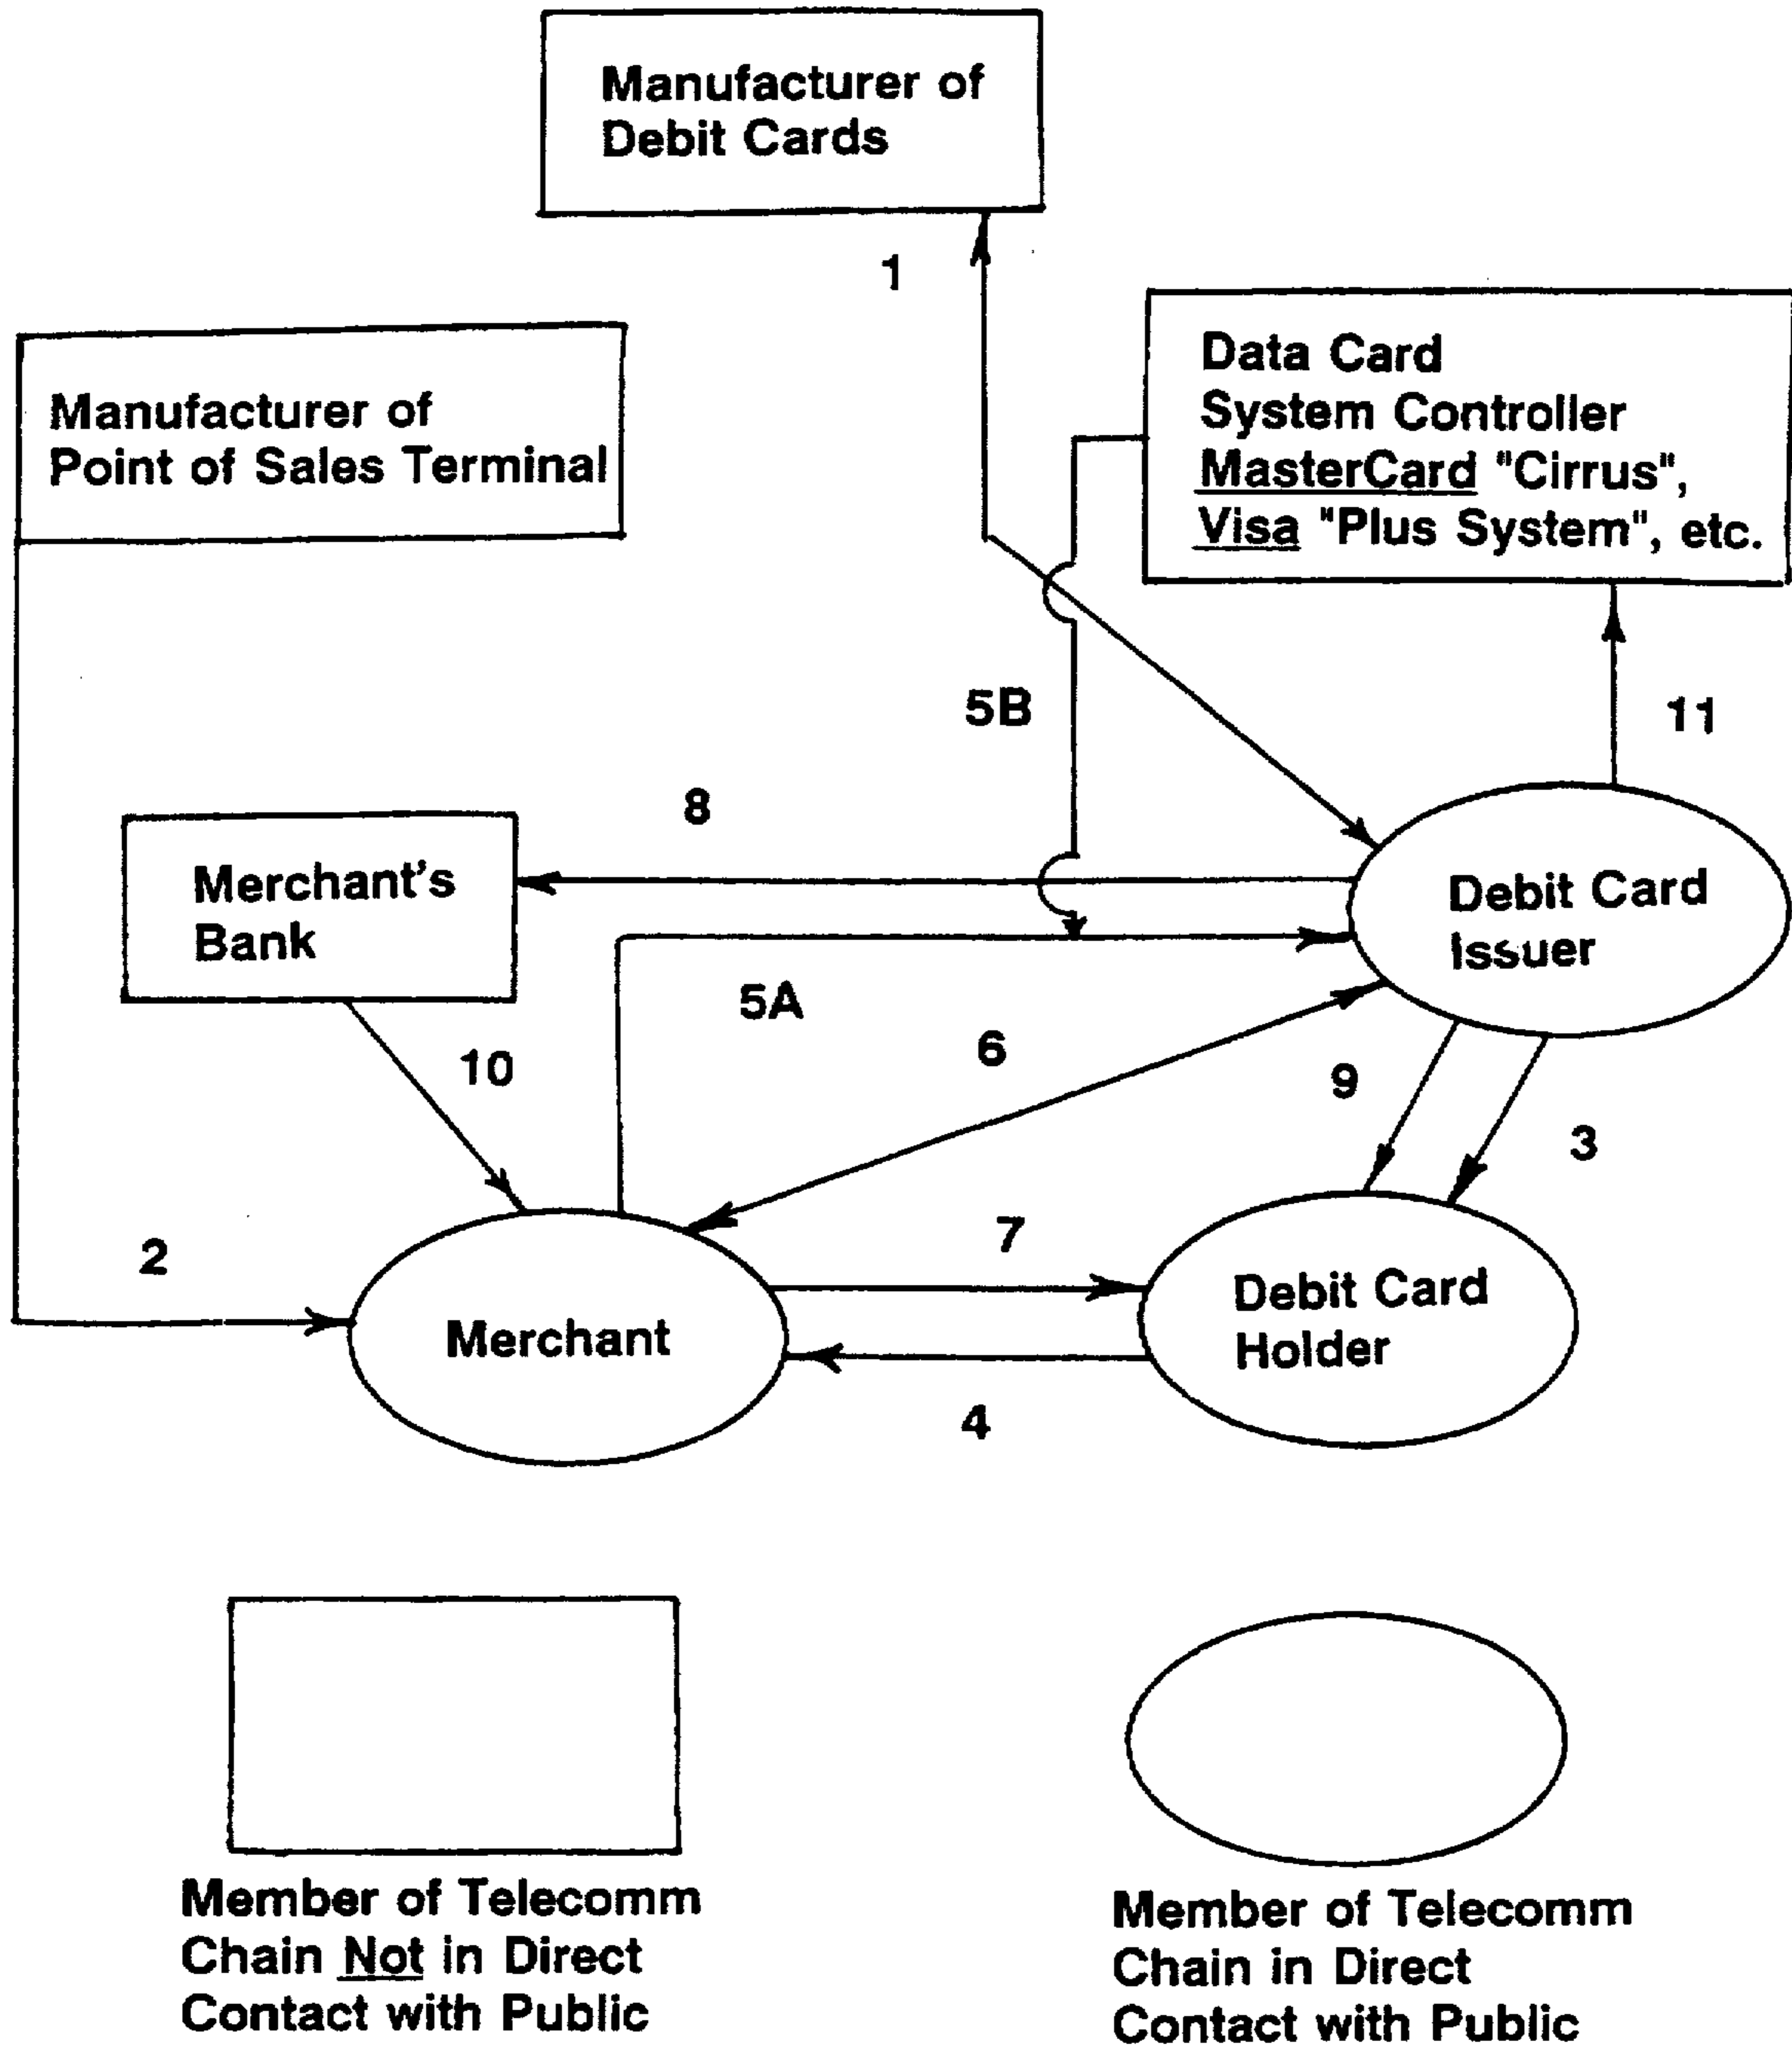 Manufacturer of
Debit Cards
1
Data Card
System Controller
MasterCard "Cirrus",
Visa "Plus System", etc.
Manufacturer of
Point of Sales Terminal
5B
11
8
Merchant's
Bank
Debit Card
Issuer
5A
10
6
9
3
2
7
Merchant
Debit Card
Holder
4
Member of Telecomm
Chain Not in Direct
Contact with Public
Member of Telecomm
Chain in Direct
Contact with Public